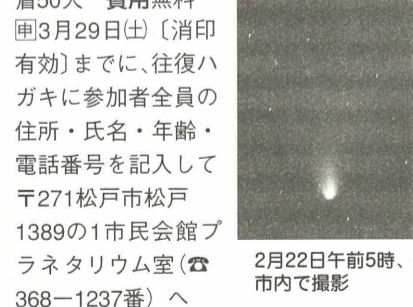 着50人 費用無料
申3月29日(土)〔消印
有効〕までに、往復ハ
ガキに参加者全員の
住所・氏名・年齢・
電話番号を記入して
〒271松戸市松戸
1389の1市民会館プ
ラネタリウム室(☎
368ー1237番)へ
2月22日午前5時、
市内で撮影